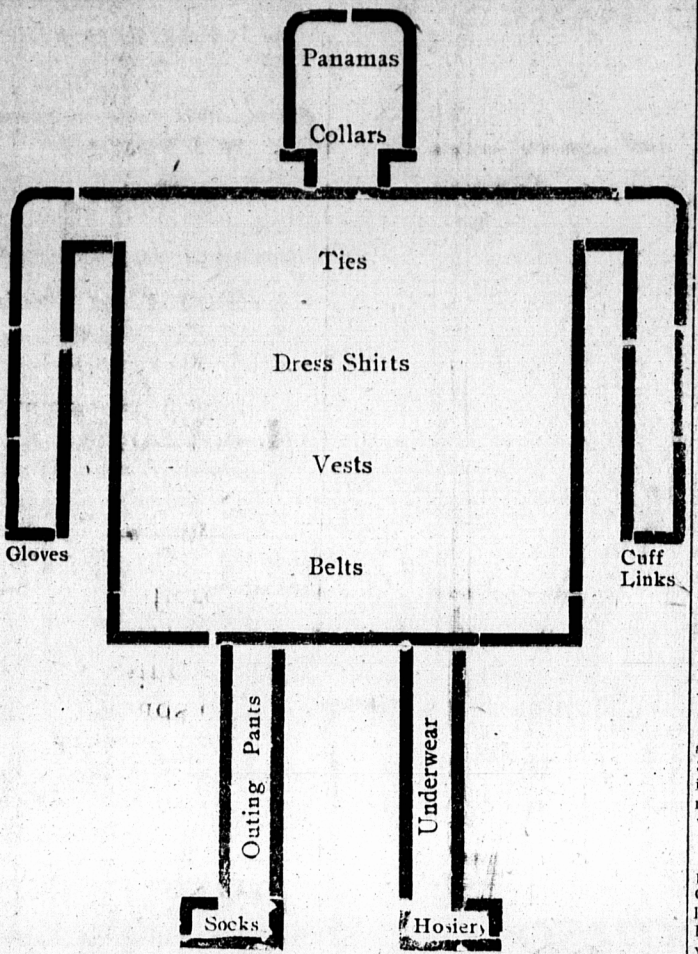 Panamas
Collars
Ties
Dress Shirts
Vests
Belts
Gloves
Cuff
Links
Outing Pants
Underwear
Socks
Hosiery